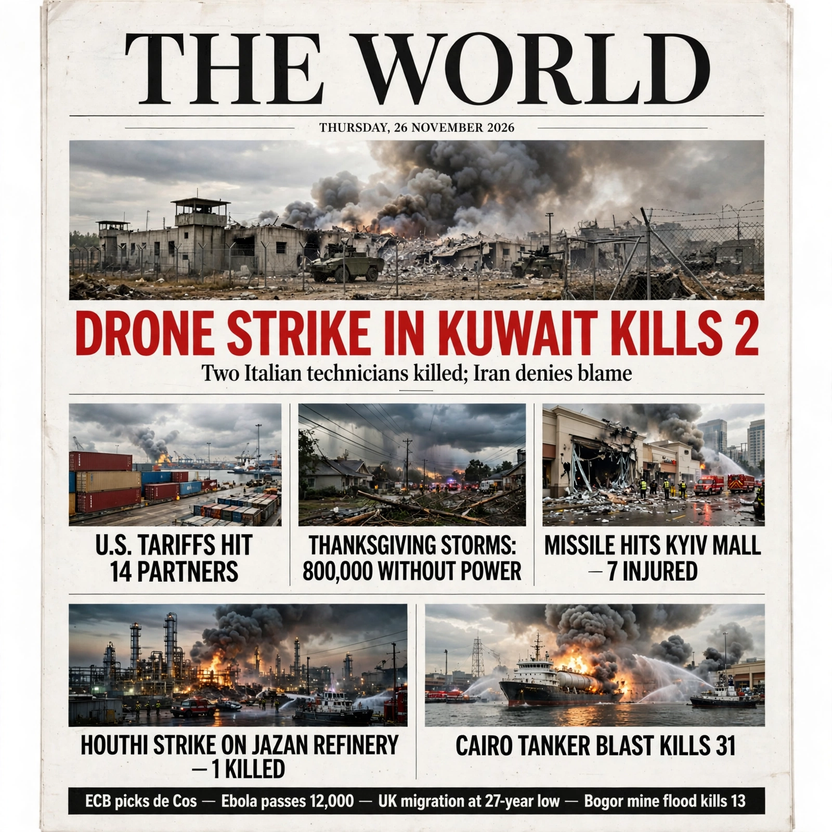 THE WORLD
THURSDAY, 26 NOVEMBER 2026
DRONE STRIKE IN KUWAIT KILLS 2
Two Italian technicians killed; Iran denies blame
U.S. TARIFFS HIT
14 PARTNERS
THANKSGIVING STORMS:
800,000 WITHOUT POWER
MISSILE HITS KYIV MALL
— 7 INJURED
HOUTHI STRIKE ON JAZAN REFINERY
— 1 KILLED
CAIRO TANKER BLAST KILLS 31
ECB picks de Cos — Ebola passes 12,000 — UK migration at 27-year low — Bogor mine flood kills 13